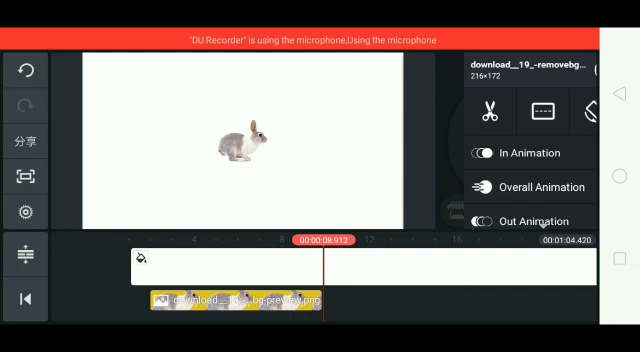 "DU Recorder" is using the microphone,Using the microphone
download__19_-removebg...
216×172
分享
In Animation
Overall Animation
Out Animation
4
8
00:00:08.912
12
16
00:01:04.420
bg-preview.png